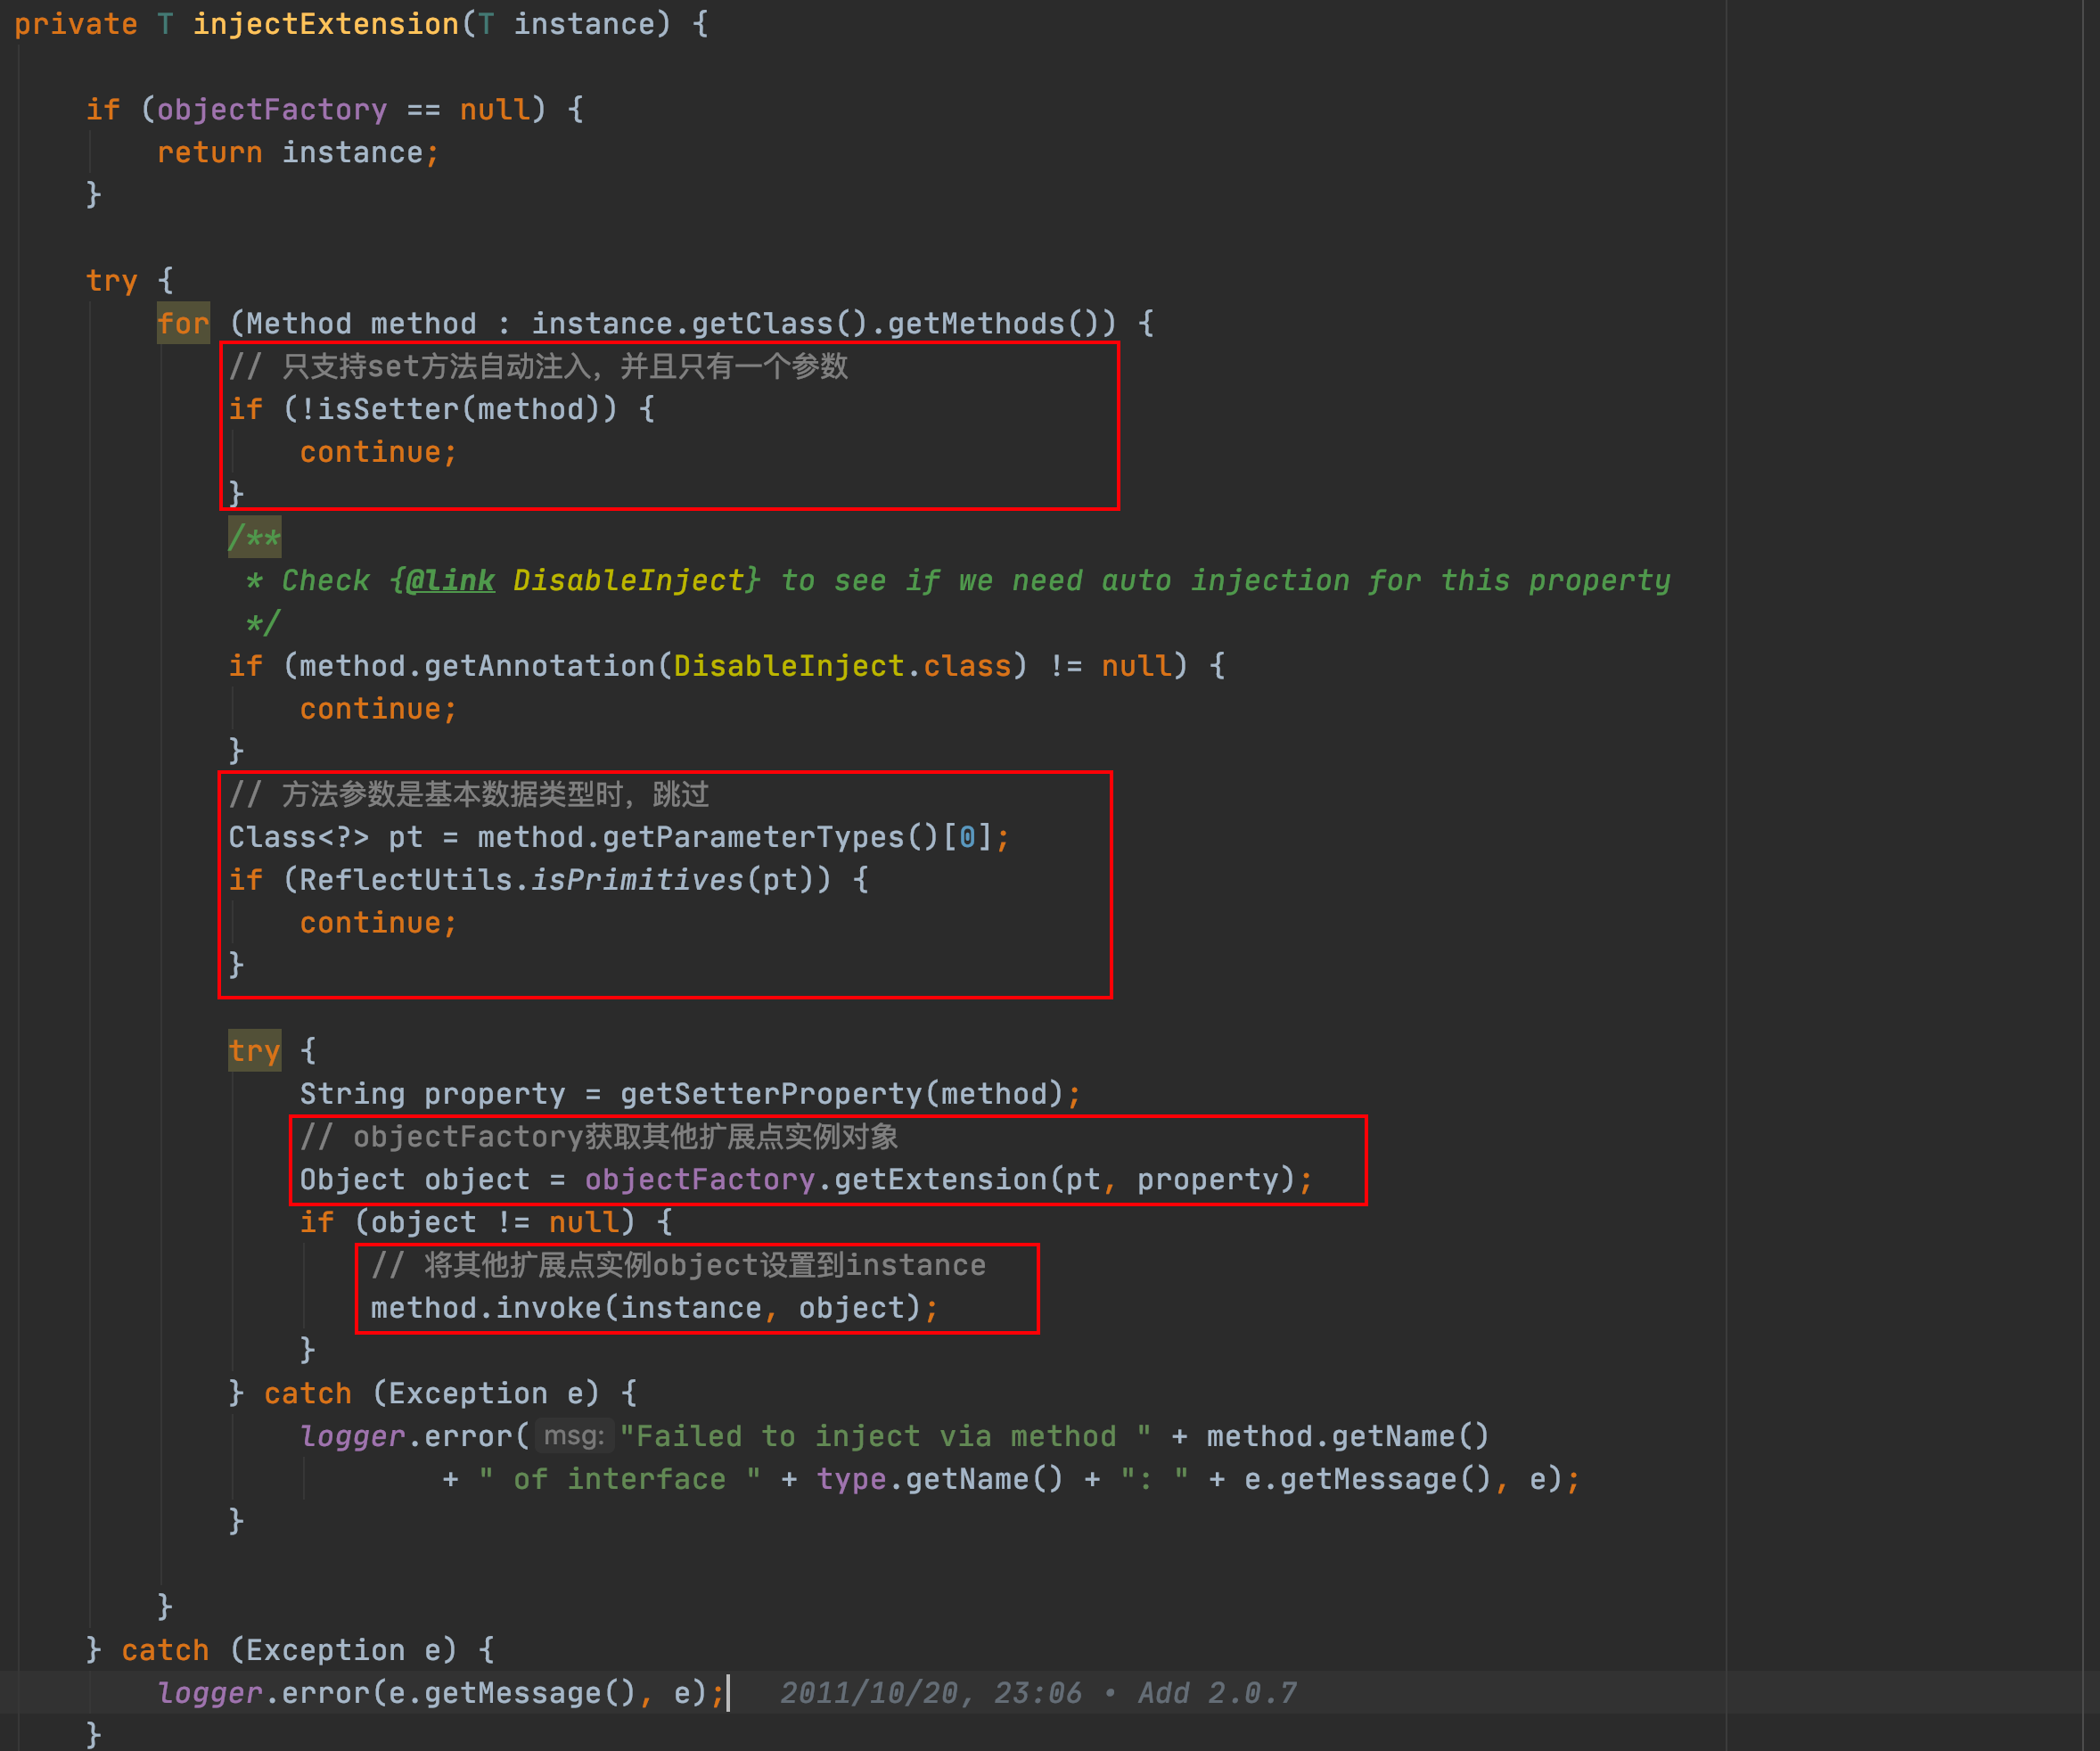 private T injectExtension(T instance) {
if (objectFactory == null) {
return instance;
}
try {
for (Method method : instance.getClass().getMethods()) {
// 只支持set方法自动注入，并且只有一个参数
if (!isSetter(method)) {
continue;
}
/**
* Check {@link DisableInject} to see if we need auto injection for this property
*/
if (method.getAnnotation(DisableInject.class) != null) {
continue;
}
// 方法参数是基本数据类型时，跳过
Class<?> pt = method.getParameterTypes()[0];
if (ReflectUtils.isPrimitives(pt)) {
continue;
}
try {
String property = getSetterProperty(method);
// objectFactory获取其他扩展点实例对象
Object object = objectFactory.getExtension(pt, property);
if (object != null) {
// 将其他扩展点实例object设置到instance
method.invoke(instance, object);
}
} catch (Exception e) {
logger.error( msg: "Failed to inject via method " + method.getName()
+ " of interface " + type.getName() + ": " + e.getMessage(), e);
}
}
} catch (Exception e) {
logger.error(e.getMessage(), e); 2011/10/20, 23:06 • Add 2.0.7
}